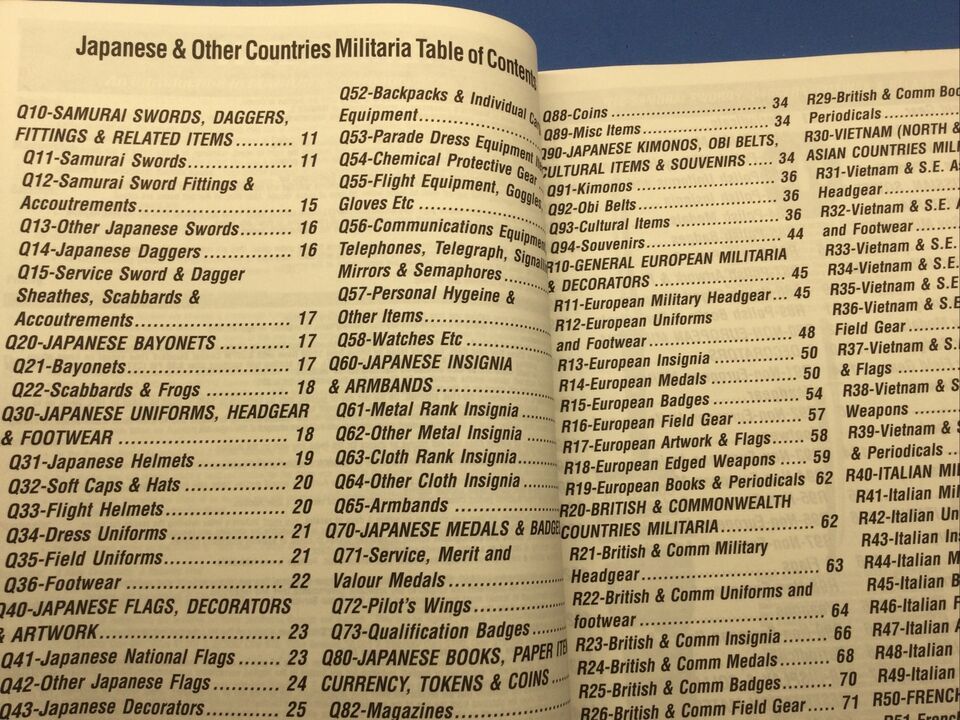 Japanese & Other Countries Militaria Table of Contents
Q10-SAMURAI SWORDS, DAGGERS,
FITTINGS & RELATED ITEMS.......... 11
Q11-Samurai Swords................... 11
Q12-Samurai Sword Fittings &
Accoutrements.......................... 15
Q13-Other Japanese Swords......... 16
Q14-Japanese Daggers............... 16
Q15-Service Sword & Dagger
Sheathes, Scabbards &
Accoutrements.......................... 17
Q20-JAPANESE BAYONETS ............ 17
Q21-Bayonets........................... 17
Q22-Scabbards & Frogs ............. 18
Q30-JAPANESE UNIFORMS, HEADGEAR
& FOOTWEAR ........................... 18
Q31-Japanese Helmets ............... 19
Q32-Soft Caps & Hats ................ 20
Q33-Flight Helmets.................... 20
Q34-Dress Uniforms ................... 21
Q35-Field Uniforms.................... 21
Q36-Footwear .......................... 22
Q40-JAPANESE FLAGS, DECORATORS
& ARTWORK............................. 23
Q41-Japanese National Flags ........ 23
Q42-Other Japanese Flags............ 24
Q43-Japanese Decorators............. 25
Q52-Backpacks & Individual
Equipment
Q53-Parade Dress Equipment
Q54-Chemical Protective Gear
Q55-Flight Equipment, Goggles,
Gloves Etc
Q56-Communications Equipment
Telephones, Telegraph,
Mirrors & Semaphores
Q57-Personal Hygeine &
Other Items
Q58-Watches Etc
Q60-JAPANESE INSIGNIA
& ARMBANDS
Q61-Metal Rank Insignia
Q62-Other Metal Insignia
Q63-Cloth Rank Insignia
Q64-Other Cloth Insignia
Q65-Armbands
Q70-JAPANESE MEDALS &
Q71-Service, Merit and
Valour Medals
Q72-Pilot's Wings
Q73-Qualification Badges
Q80-JAPANESE BOOKS, PAPER
CURRENCY, TOKENS & COINS
Q82-Magazines
Q88-Coins ........................... 34
Q89-Misc Items ..................... 34
Q90-JAPANESE KIMONOS, OBI BELTS,
CULTURAL ITEMS & SOUVENIRS ..... 34
Q91-Kimonos ........................ 36
Q92-Obi Belts ....................... 36
Q93-Cultural Items ................. 36
Q94-Souvenirs....................... 44
R10-GENERAL EUROPEAN MILITARIA
& DECORATORS ..................... 45
R11-European Military Headgear... 45
R12-European Uniforms
and Footwear........................ 48
R13-European Insignia .............. 50
R14-European Medals ............... 50
R15-European Badges .............. 54
R16-European Field Gear ........... 57
R17-European Artwork & Flags...... 58
R18-European Edged Weapons ..... 59
R19-European Books & Periodicals 62
R20-BRITISH & COMMONWEALTH
COUNTRIES MILITARIA............... 62
R21-British & Comm Military
Headgear............................. 63
R22-British & Comm Uniforms and
footwear.............................. 64
R23-British & Comm Insignia ....... 66
R24-British & Comm Medals........ 68
R25-British & Comm Badges......... 70
R26-British & Comm Field Gear..... 71
R29-British & Comm
Periodicals
R30-VIETNAM (NORTH &
ASIAN COUNTRIES
R31-Vietnam & S.E.
Headgear
R32-Vietnam & S.E.
and Footwear
R33-Vietnam & S.E.
R34-Vietnam & S.E.
R35-Vietnam & S.E.
R36-Vietnam & S.E.
Field Gear
R37-Vietnam & S.E.
& Flags
R38-Vietnam &
Weapons
R39-Vietnam &
& Periodicals
R40-ITALIAN
R41-Italian
R42-Italian
R43-Italian
R44-Italian
R45-Italian
R46-Italian
R47-Italian
R48-Italian
R49-Italian
R50-FRENCH